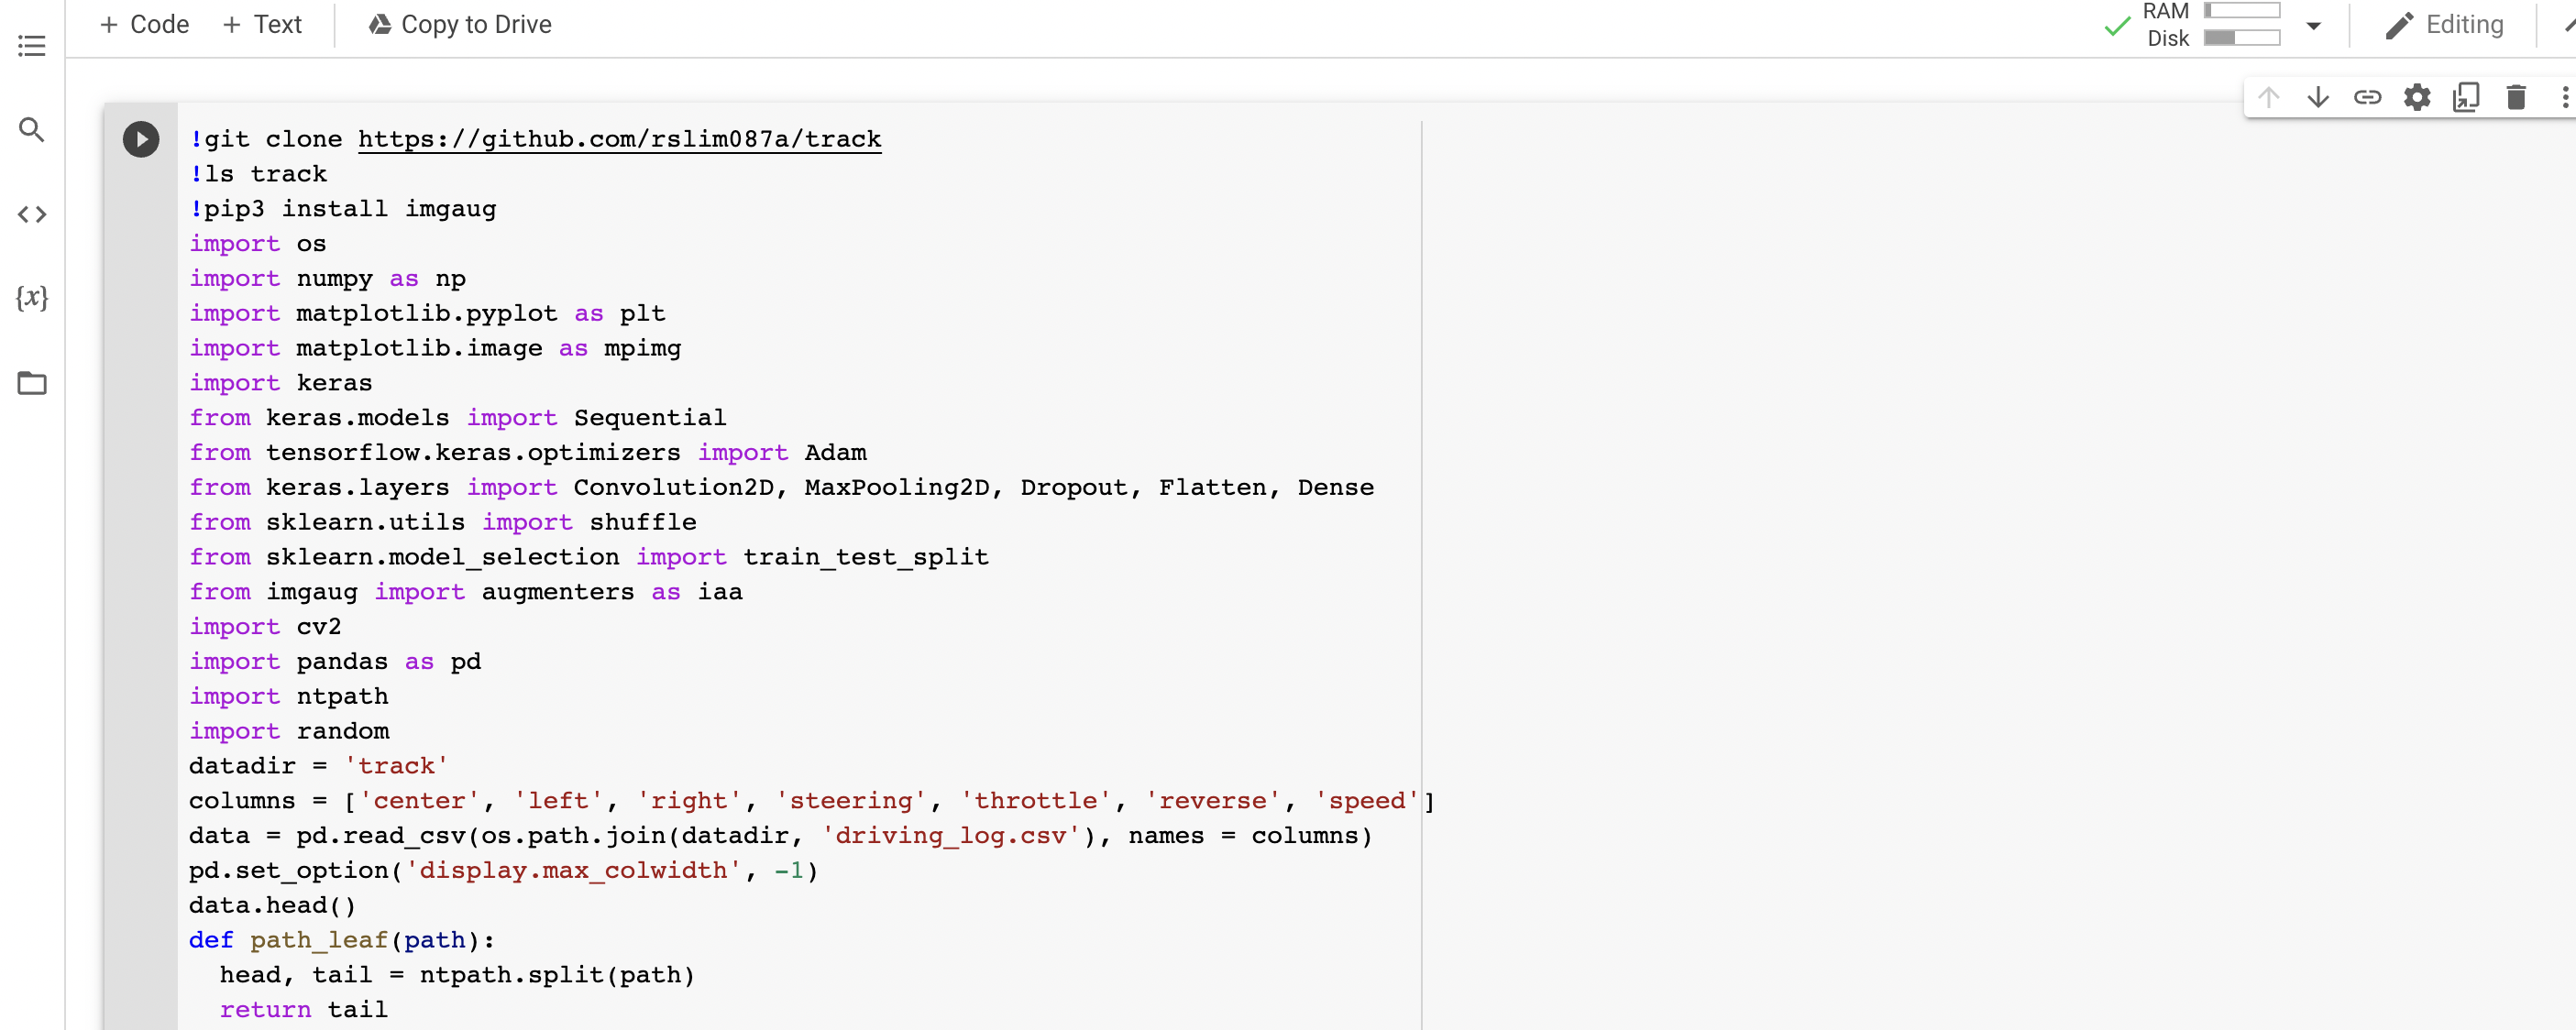 + Code + Text Copy to Drive RAM Disk Editing
!git clone https://github.com/rslim087a/track
!ls track
!pip3 install imgaug
import os
import numpy as np
import matplotlib.pyplot as plt
import matplotlib.image as mpimg
import keras
from keras.models import Sequential
from tensorflow.keras.optimizers import Adam
from keras.layers import Convolution2D, MaxPooling2D, Dropout, Flatten, Dense
from sklearn.utils import shuffle
from sklearn.model_selection import train_test_split
from imgaug import augmenters as iaa
import cv2
import pandas as pd
import ntpath
import random
datadir = 'track'
columns = ['center', 'left', 'right', 'steering', 'throttle', 'reverse', 'speed']
data = pd.read_csv(os.path.join(datadir, 'driving_log.csv'), names = columns)
pd.set_option('display.max_colwidth', -1)
data.head()
def path_leaf(path):
  head, tail = ntpath.split(path)
  return tail